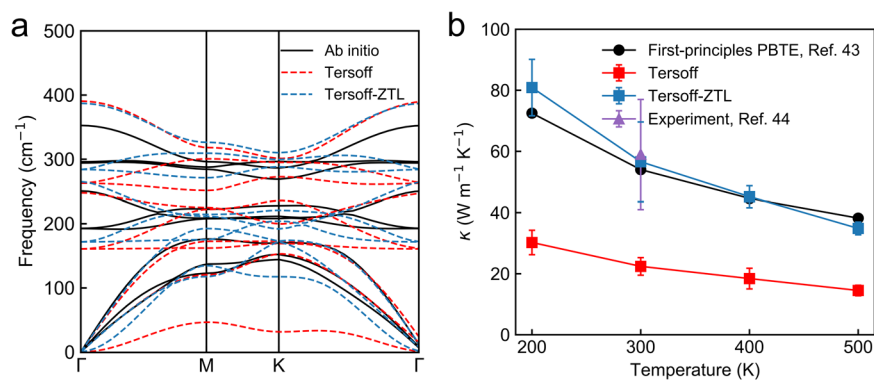 a
500
400
300
200
100
0
Frequency (cm⁻¹)
Γ M K Γ
Ab initio
Tersoff
Tersoff-ZTL
b
100
80
60
40
20
0
κ (W m⁻¹ K⁻¹)
200 300 400 500
Temperature (K)
First-principles PBTE, Ref. 43
Tersoff
Tersoff-ZTL
Experiment, Ref. 44